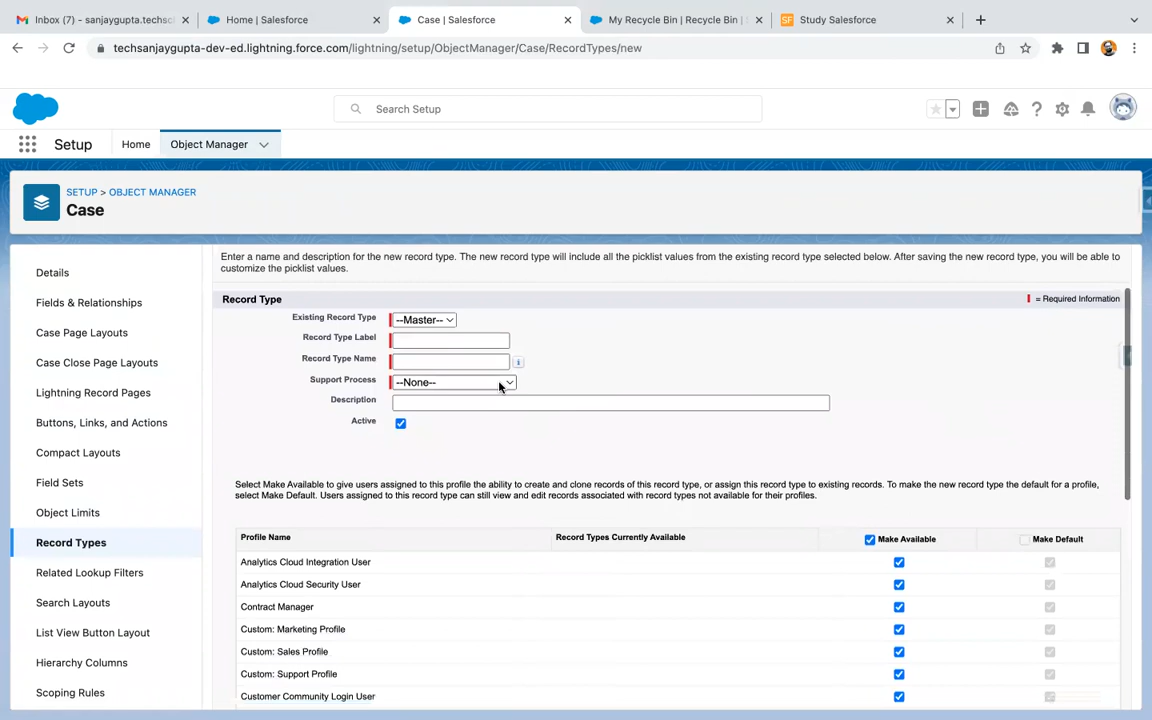 Inbox (7) - sanjaygupta.techscl
Home | Salesforce
Case | Salesforce
My Recycle Bin | Recycle Bin |
Study Salesforce
techsanjaygupta-dev-ed.lightning.force.com/lightning/setup/ObjectManager/Case/RecordTypes/new
Search Setup
Setup
Home
Object Manager
SETUP > OBJECT MANAGER
Case
Details
Fields & Relationships
Case Page Layouts
Case Close Page Layouts
Lightning Record Pages
Buttons, Links, and Actions
Compact Layouts
Field Sets
Object Limits
Record Types
Related Lookup Filters
Search Layouts
List View Button Layout
Hierarchy Columns
Scoping Rules
Enter a name and description for the new record type. The new record type will include all the picklist values from the existing record type selected below. After saving the new record type, you will be able to
customize the picklist values.
Record Type
= Required Information
Existing Record Type
--Master--
Record Type Label
Record Type Name
Support Process
--None--
Description
Active
Select Make Available to give users assigned to this profile the ability to create and clone records of this record type, or assign this record type to existing records. To make the new record type the default for a profile,
select Make Default. Users assigned to this record type can still view and edit records associated with record types not available for their profiles.
Profile Name
Record Types Currently Available
Make Available
Make Default
Analytics Cloud Integration User
Analytics Cloud Security User
Contract Manager
Custom: Marketing Profile
Custom: Sales Profile
Custom: Support Profile
Customer Community Login User